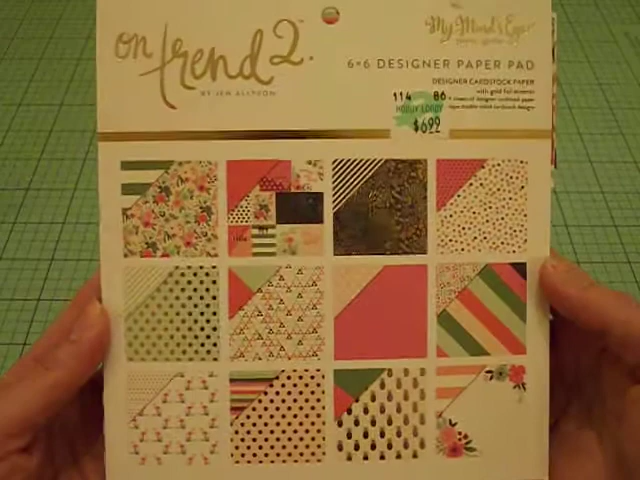 on trend 2.
BY JEN ALLYSON
My Mind's Eye
6×6 DESIGNER PAPER PAD
DESIGNER CARDSTOCK PAPER
with gold foil accents
114 86
HOBBY LOBBY
$6.99